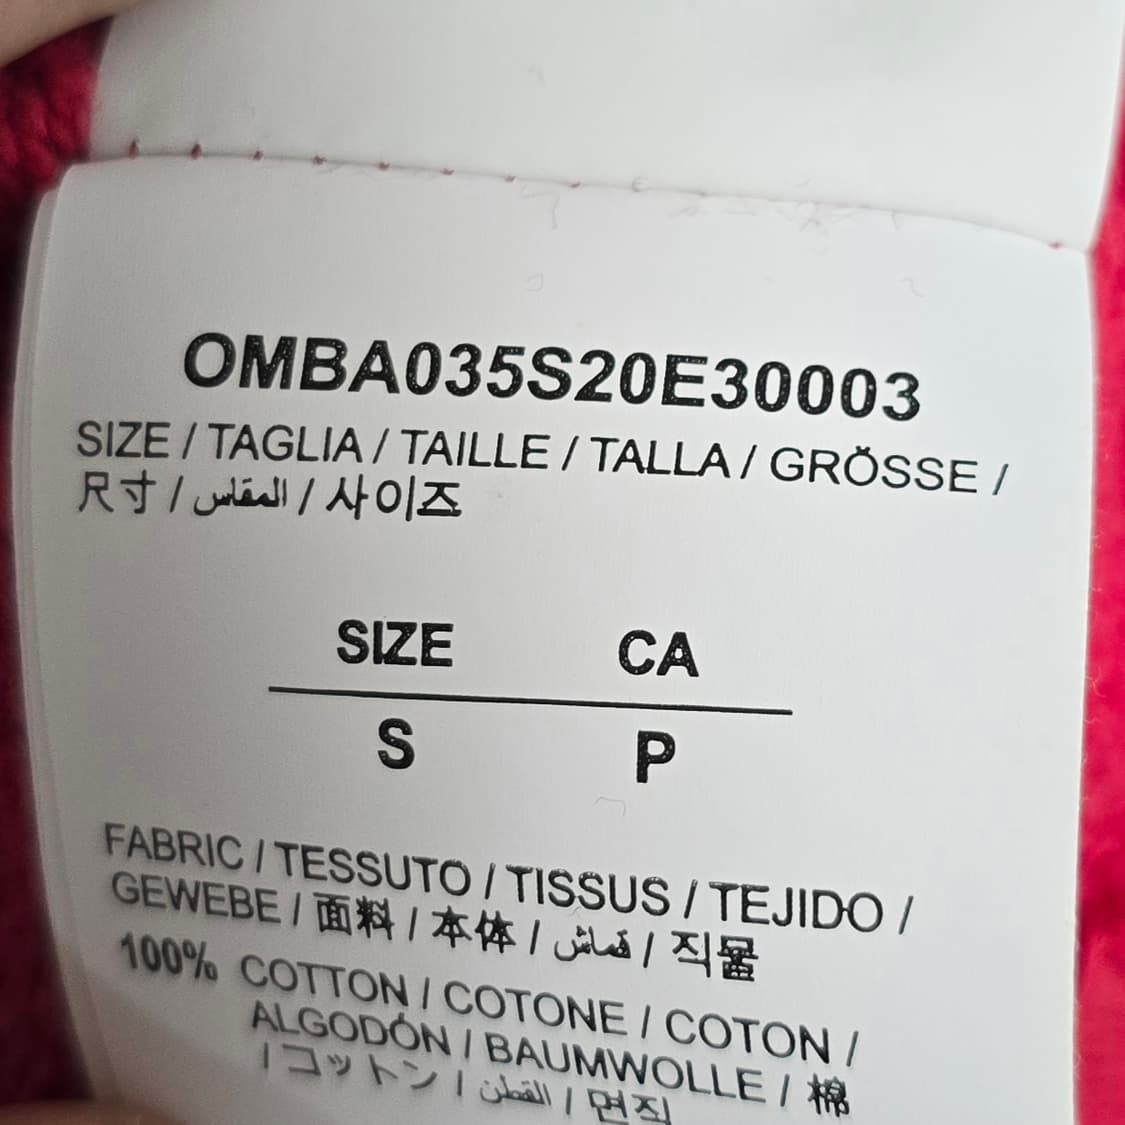 OMBA035S20E30003
SIZE / TAGLIA / TAILLE / TALLA / GRÖSSE /
尺寸 / المقاس / 사이즈
SIZE CA
S P
FABRIC / TESSUTO / TISSUS / TEJIDO /
GEWEBE / 面料 / 本体 / قماش / 직물
100% COTTON / COTONE / COTON /
ALGODÓN / BAUMWOLLE / 棉
/ コットン / القطن / 면직